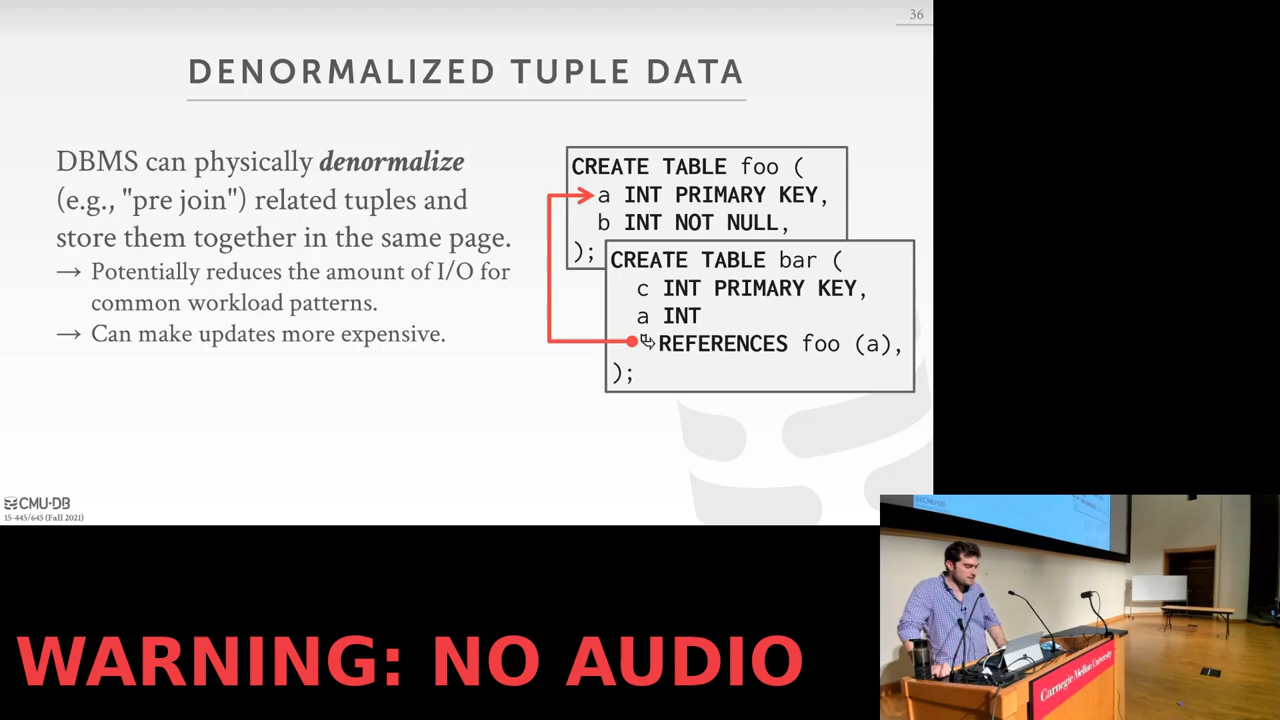 36
DENORMALIZED TUPLE DATA
DBMS can physically denormalize
(e.g., "pre join") related tuples and
store them together in the same page.
→ Potentially reduces the amount of I/O for
common workload patterns.
→ Can make updates more expensive.
CREATE TABLE foo (
a INT PRIMARY KEY,
b INT NOT NULL,
);
CREATE TABLE bar (
c INT PRIMARY KEY,
a INT
↳REFERENCES foo (a),
);
CMU·DB
15-445/645 (Fall 2021)
WARNING: NO AUDIO
Carnegie Mellon University